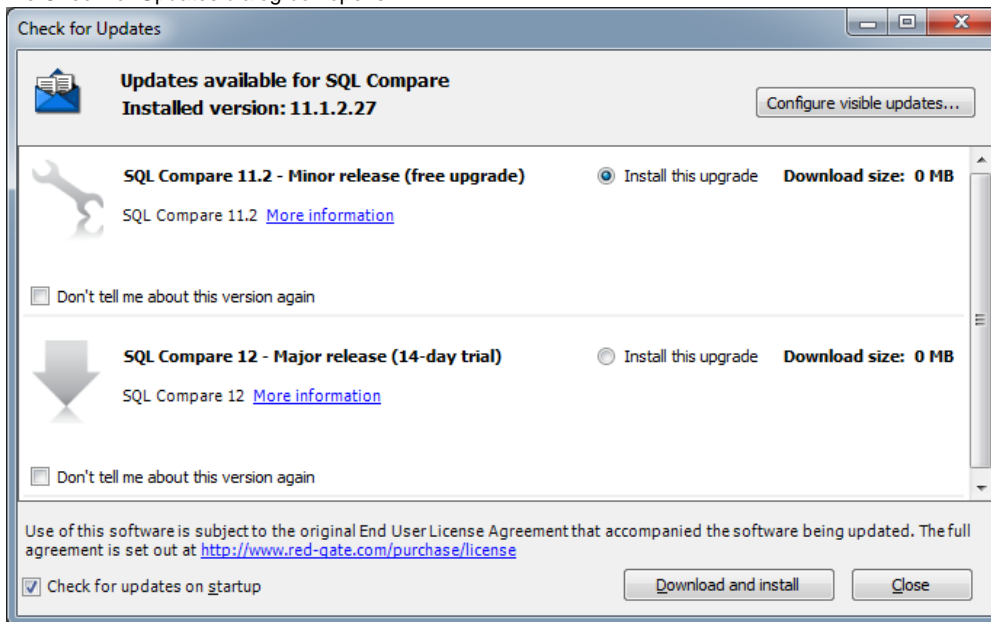 Check for Updates
Updates available for SQL Compare
Installed version: 11.1.2.27
Configure visible updates...
SQL Compare 11.2 - Minor release (free upgrade)
Install this upgrade
Download size: 0 MB
SQL Compare 11.2 More information
Don't tell me about this version again
SQL Compare 12 - Major release (14-day trial)
Install this upgrade
Download size: 0 MB
SQL Compare 12 More information
Don't tell me about this version again
Use of this software is subject to the original End User License Agreement that accompanied the software being updated. The full
agreement is set out at http://www.red-gate.com/purchase/license
Check for updates on startup
Download and install
Close